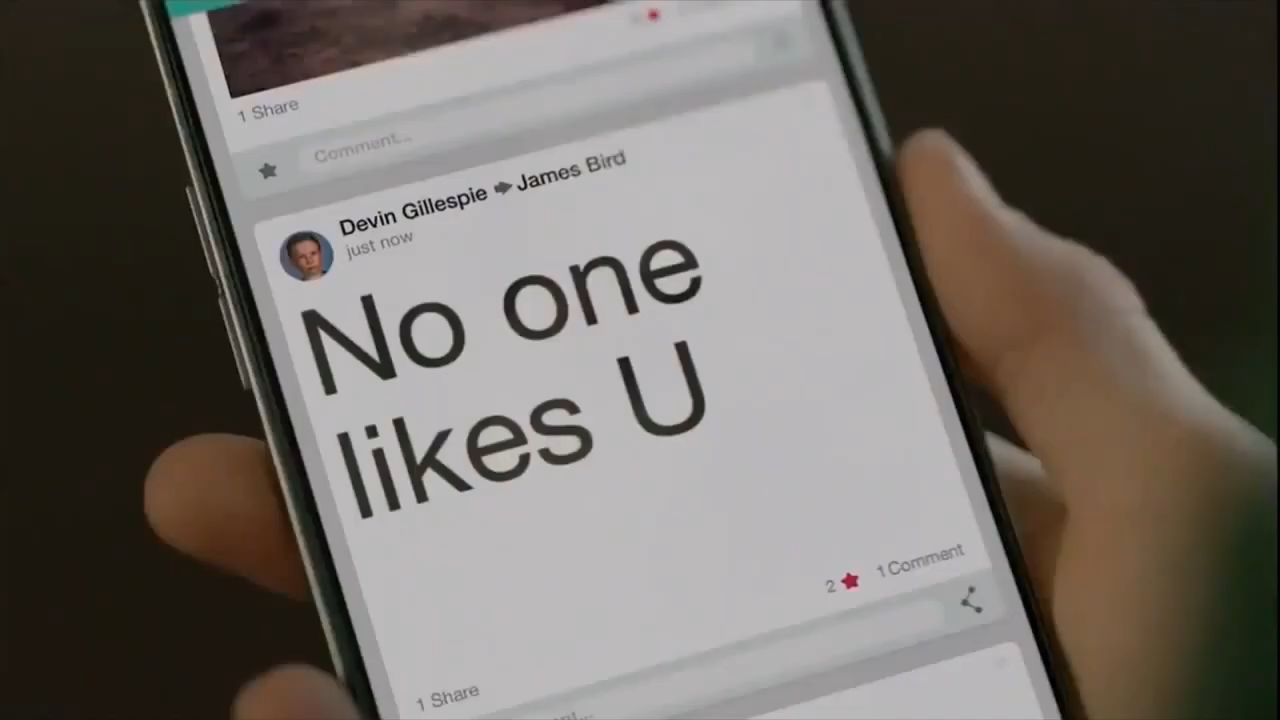 1 Share
Comment...
Devin Gillespie James Bird
just now
No one
likes U
2 1 Comment
1 Share